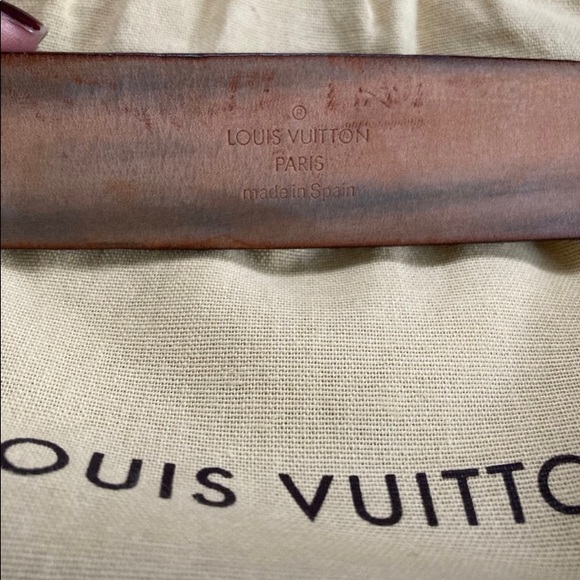 ®
LOUIS VUITTON
PARIS
made in Spain
OUIS VUITTO